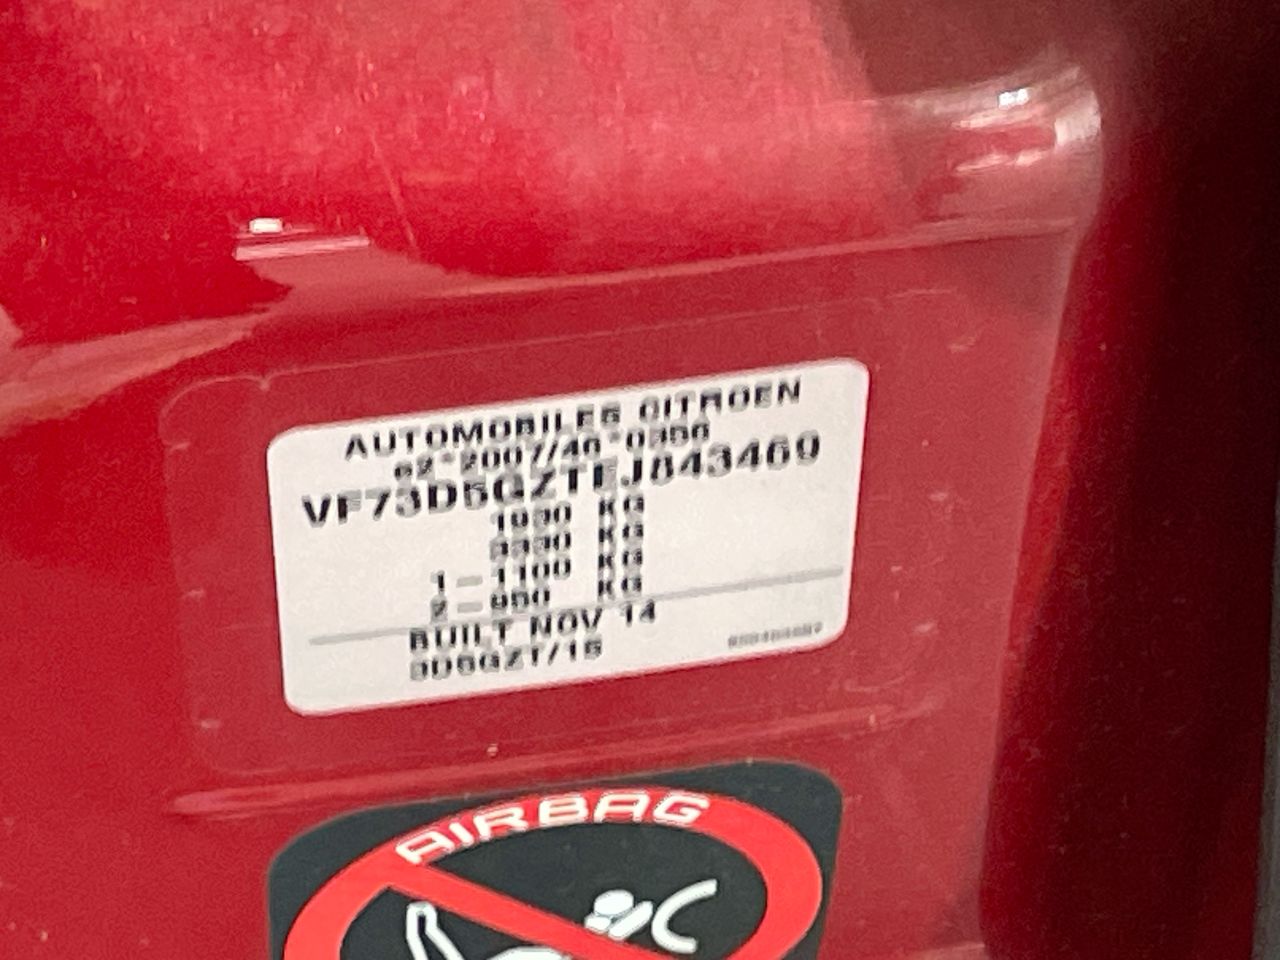 AUTOMOBILES CITROEN
e2*2007/46*0356
VF73D5GZTEJ843469
1930 KG
3330 KG
1-1100 KG
2-950 KG
BUILT NOV 14
3D5GZT/15
AIRBAG